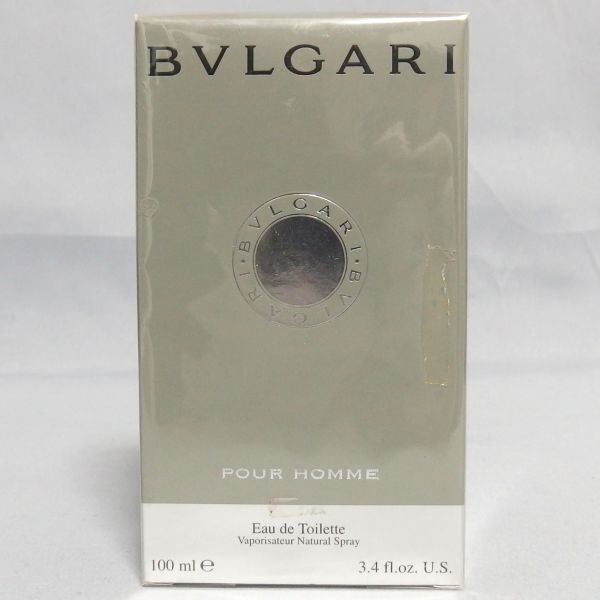 BVLGARI
BVLGARI · BVLGARI ·
POUR HOMME
Eau de Toilette
Vaporisateur Natural Spray
100 ml ℮
3.4 fl.oz. U.S.